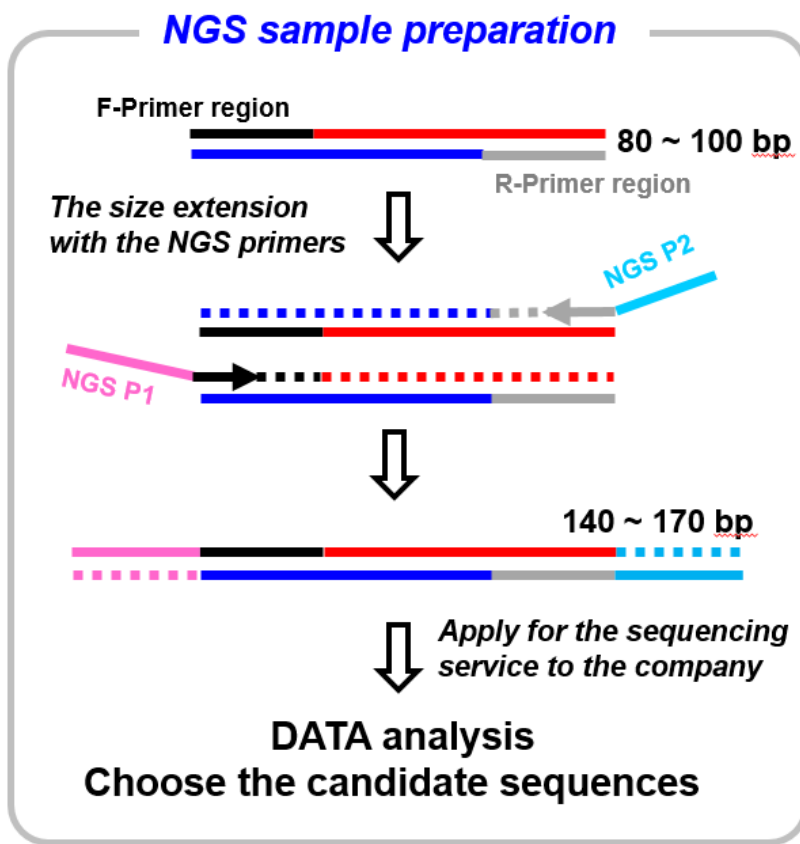 NGS sample preparation
F-Primer region
80 ~ 100 bp
R-Primer region
The size extension
with the NGS primers
NGS P2
NGS P1
140 ~ 170 bp
Apply for the sequencing
service to the company
DATA analysis
Choose the candidate sequences